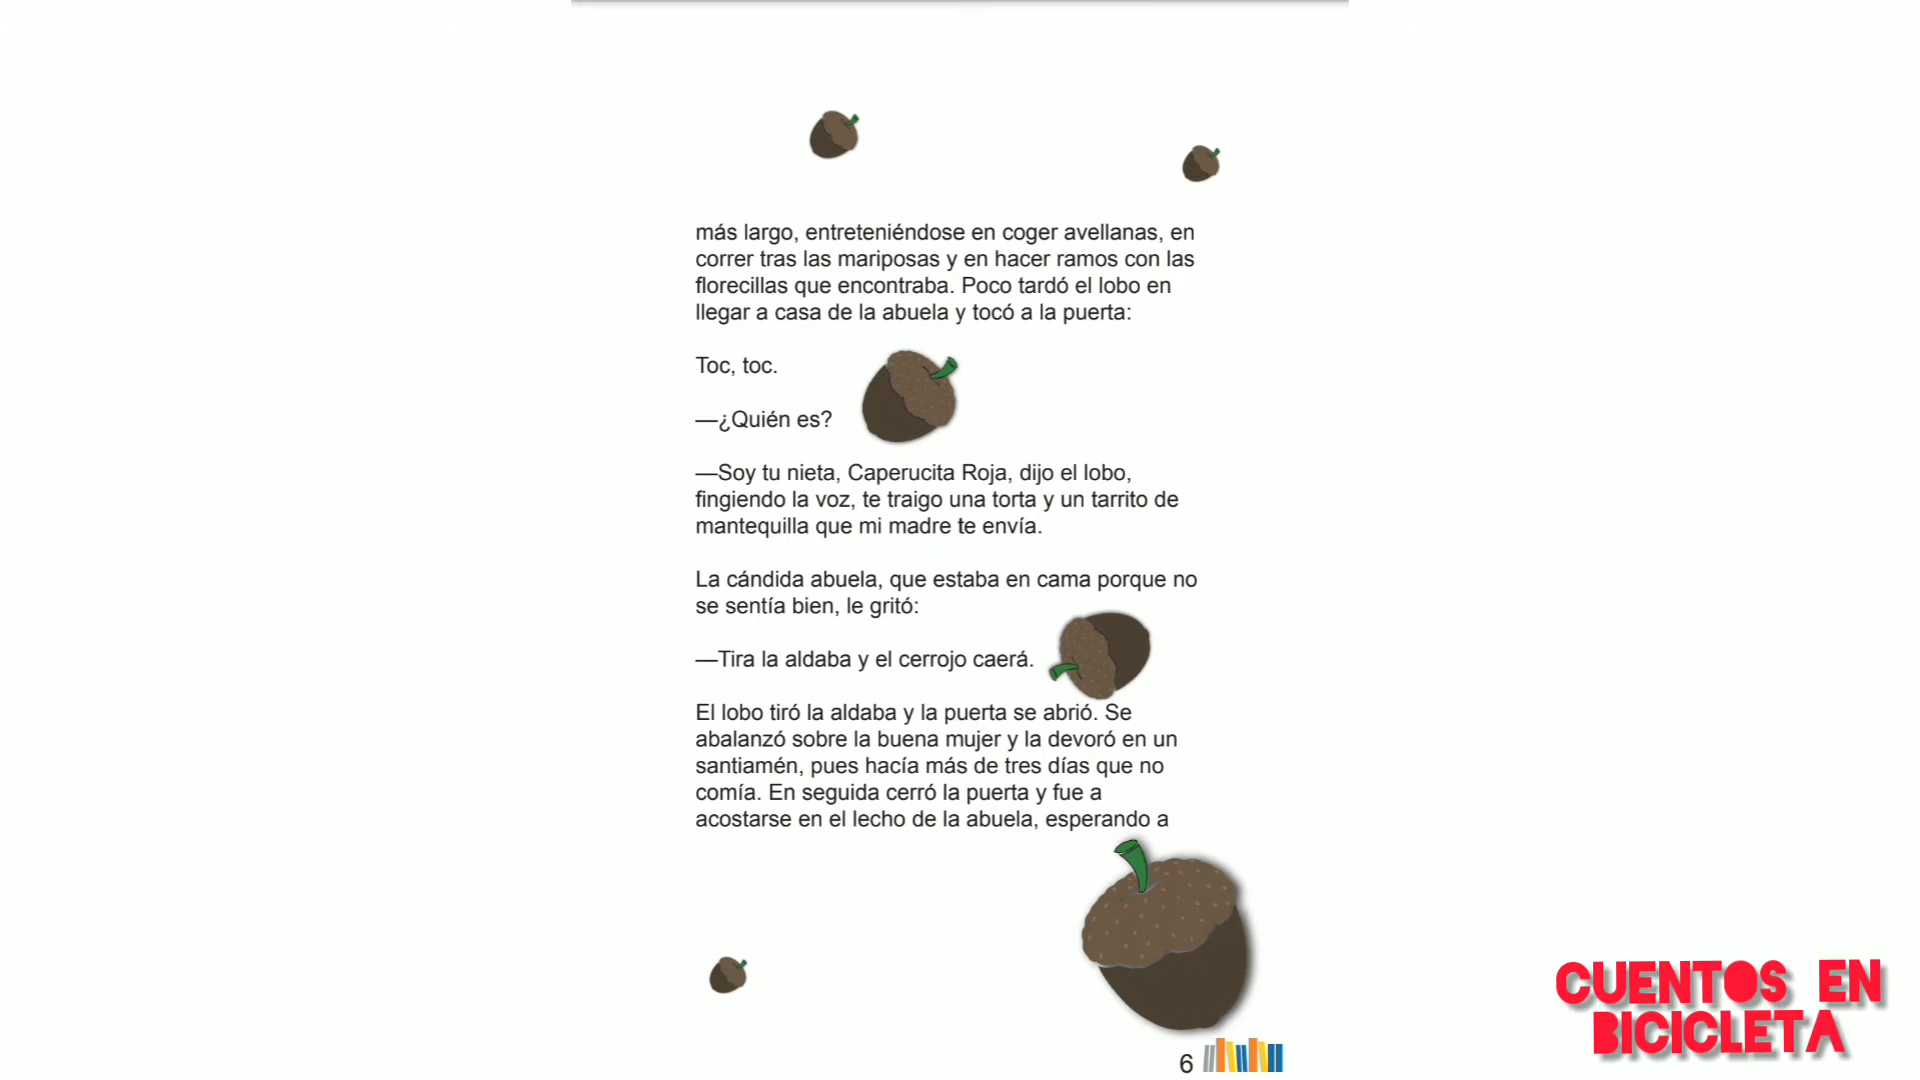 más largo, entreteniéndose en coger avellanas, en
correr tras las mariposas y en hacer ramos con las
florecillas que encontraba. Poco tardó el lobo en
llegar a casa de la abuela y tocó a la puerta:
Toc, toc.
—¿Quién es?
—Soy tu nieta, Caperucita Roja, dijo el lobo,
fingiendo la voz, te traigo una torta y un tarrito de
mantequilla que mi madre te envía.
La cándida abuela, que estaba en cama porque no
se sentía bien, le gritó:
—Tira la aldaba y el cerrojo caerá.
El lobo tiró la aldaba y la puerta se abrió. Se
abalanzó sobre la buena mujer y la devoró en un
santiamén, pues hacía más de tres días que no
comía. En seguida cerró la puerta y fue a
acostarse en el lecho de la abuela, esperando a
6
CUENTOS EN
BICICLETA